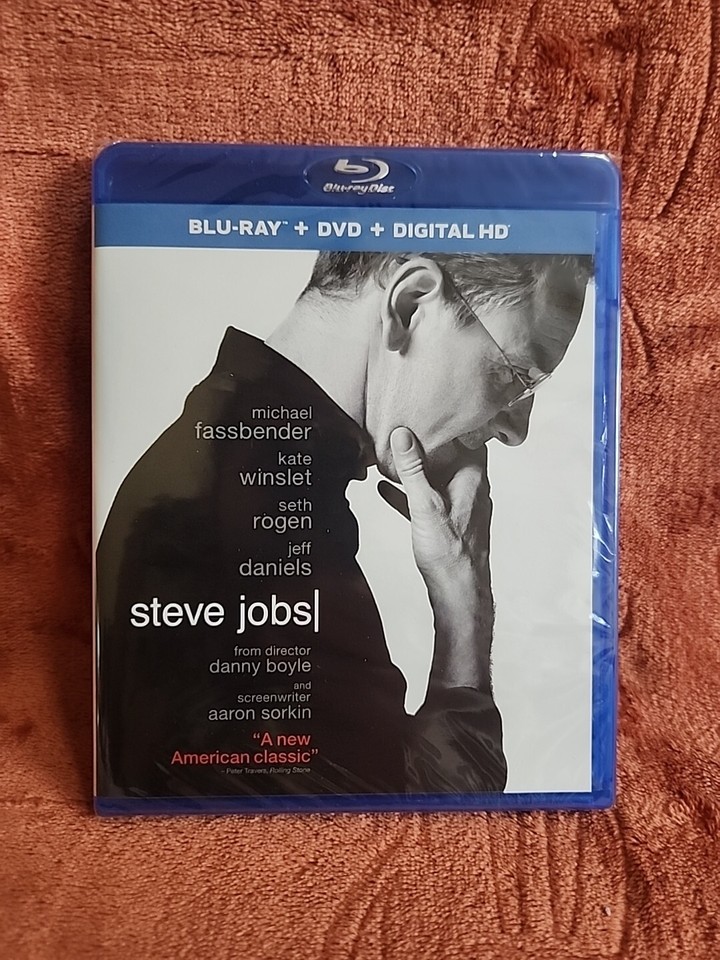 Blu-ray Disc
BLU-RAY™ + DVD + DIGITAL HD
michael
fassbender
kate
winslet
seth
rogen
jeff
daniels
steve jobs|
from director
danny boyle
and
screenwriter
aaron sorkin
“A new
American classic”
– Peter Travers, Rolling Stone